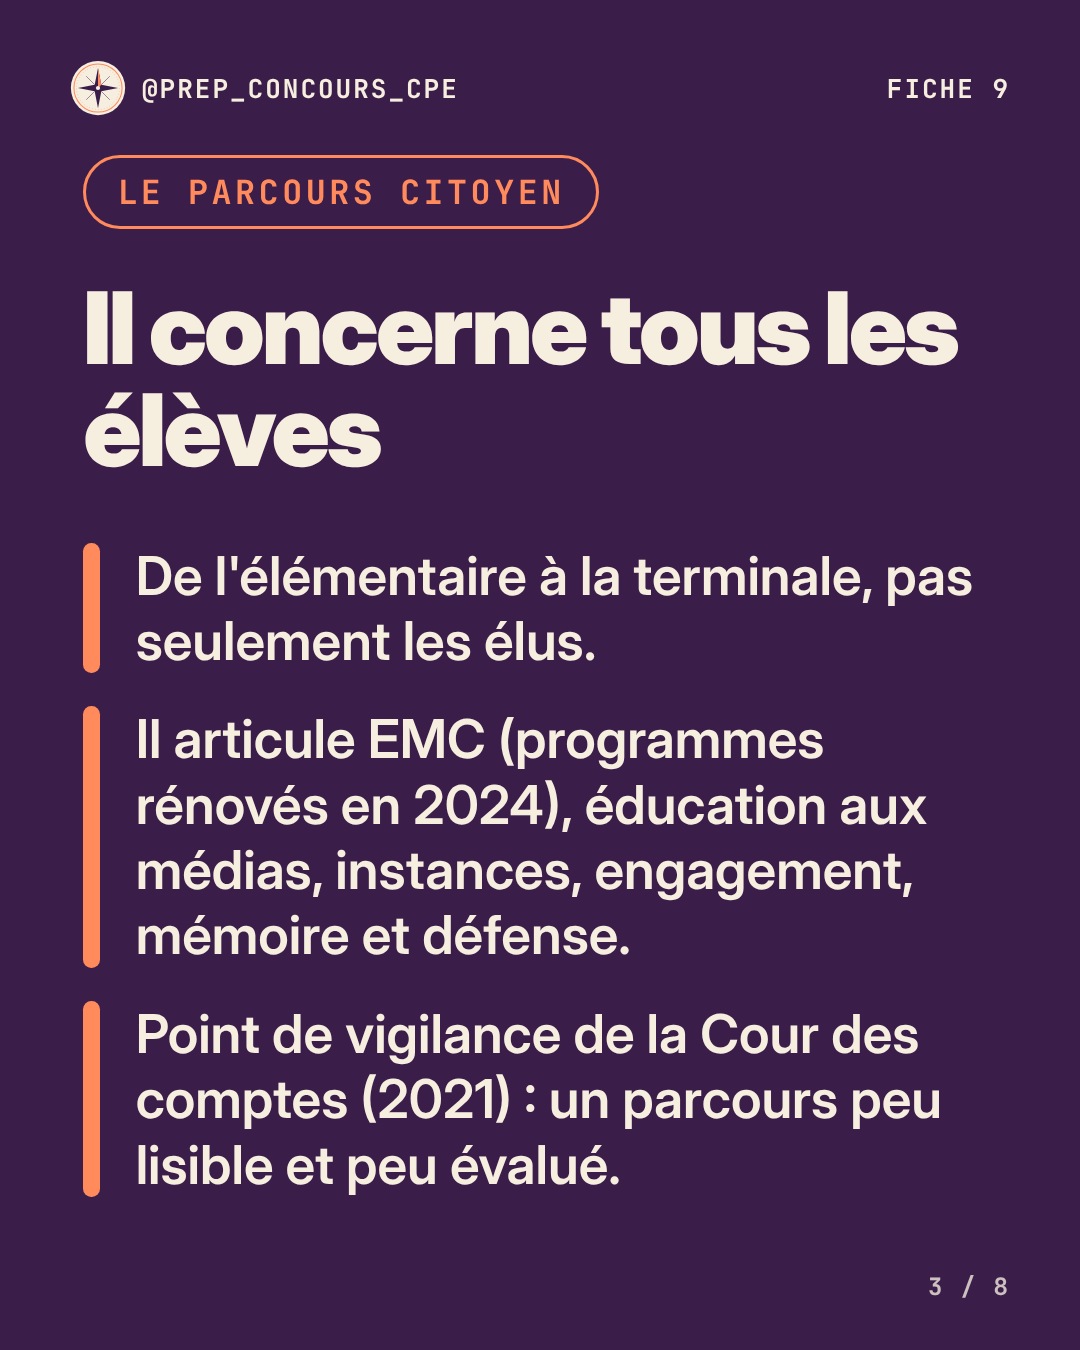 @PREP_CONCOURS_CPE
FICHE 9
LE PARCOURS CITOYEN
Il concerne tous les
élèves
De l'élémentaire à la terminale, pas
seulement les élus.
Il articule EMC (programmes
rénovés en 2024), éducation aux
médias, instances, engagement,
mémoire et défense.
Point de vigilance de la Cour des
comptes (2021) : un parcours peu
lisible et peu évalué.
3 / 8